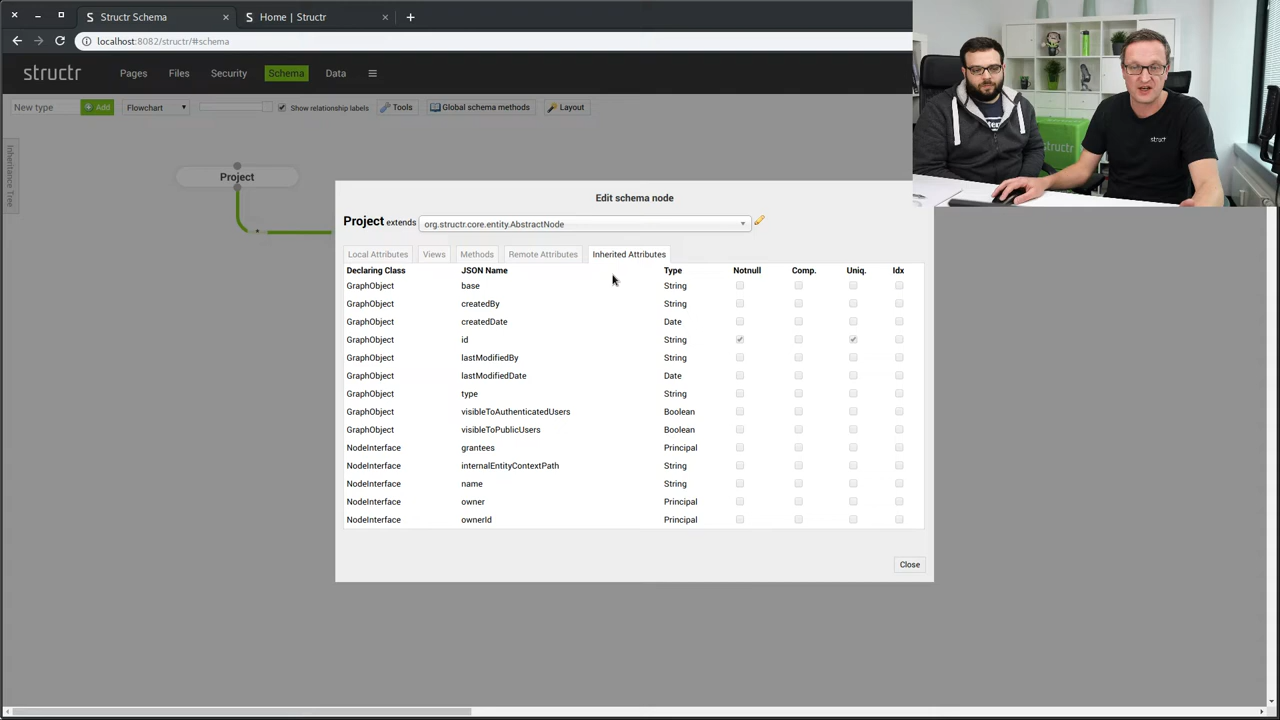 Structr Schema
Home | Structr
localhost:8082/structr/#schema
structr
Pages
Files
Security
Schema
Data
New type
Add
Flowchart
Show relationship labels
Tools
Global schema methods
Layout
Inheritance Tree
Project
Edit schema node
Project extends org.structr.core.entity.AbstractNode
Local Attributes
Views
Methods
Remote Attributes
Inherited Attributes
Declaring Class JSON Name Type Notnull Comp. Uniq. Idx
GraphObject base String
GraphObject createdBy String
GraphObject createdDate Date
GraphObject id String
GraphObject lastModifiedBy String
GraphObject lastModifiedDate Date
GraphObject type String
GraphObject visibleToAuthenticatedUsers Boolean
GraphObject visibleToPublicUsers Boolean
NodeInterface grantees Principal
NodeInterface internalEntityContextPath String
NodeInterface name String
NodeInterface owner Principal
NodeInterface ownerId Principal
Close
structr